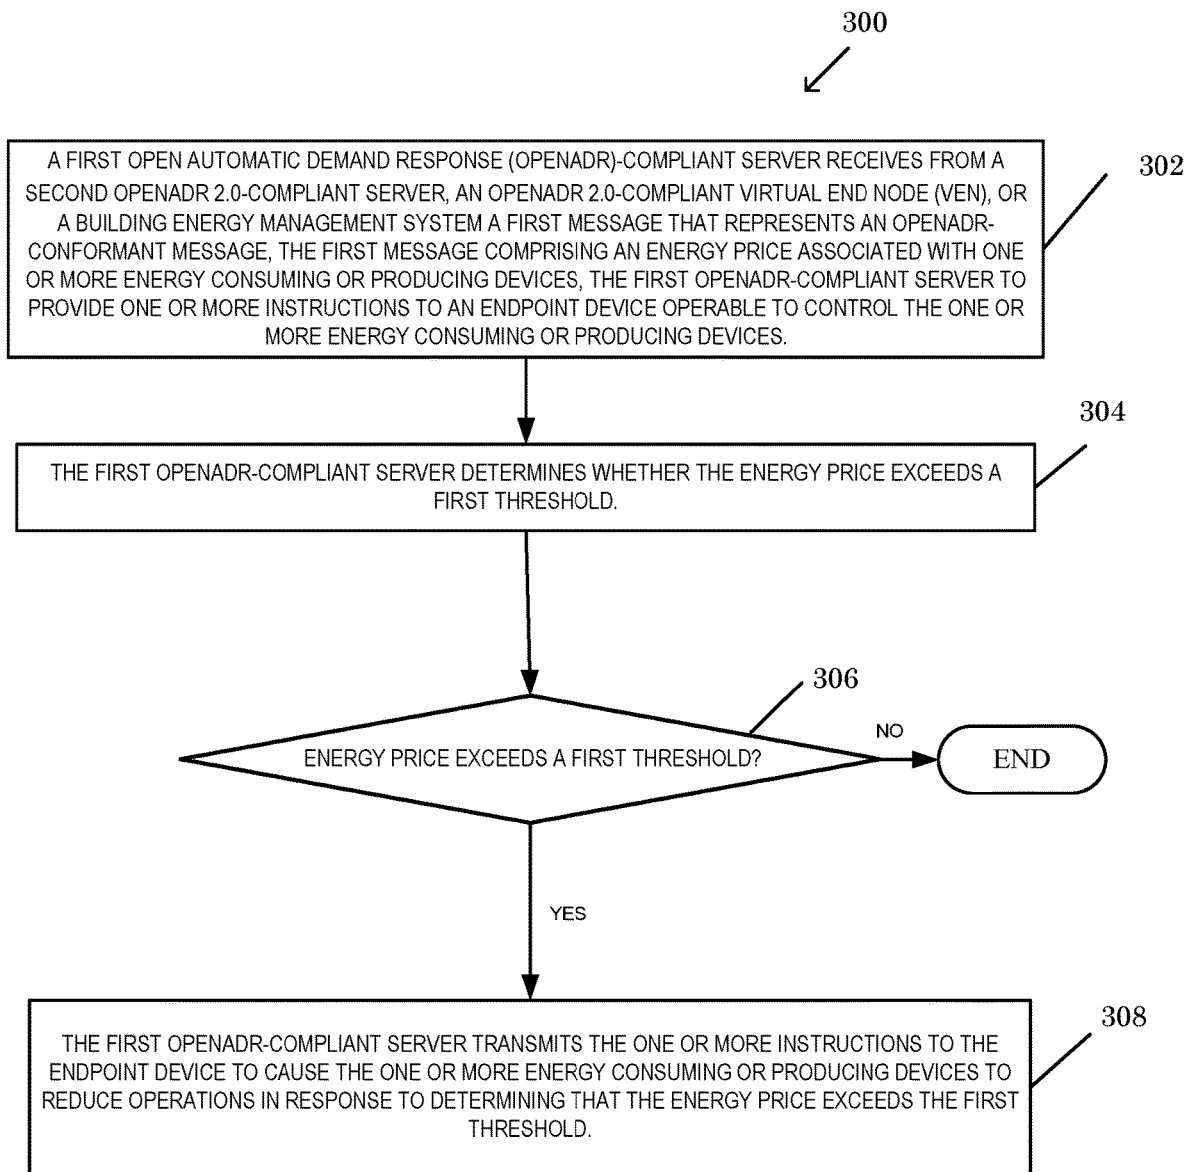 300
A FIRST OPEN AUTOMATIC DEMAND RESPONSE (OPENADR)-COMPLIANT SERVER RECEIVES FROM A
SECOND OPENADR 2.0-COMPLIANT SERVER, AN OPENADR 2.0-COMPLIANT VIRTUAL END NODE (VEN), OR
A BUILDING ENERGY MANAGEMENT SYSTEM A FIRST MESSAGE THAT REPRESENTS AN OPENADR-
CONFORMANT MESSAGE, THE FIRST MESSAGE COMPRISING AN ENERGY PRICE ASSOCIATED WITH ONE
OR MORE ENERGY CONSUMING OR PRODUCING DEVICES, THE FIRST OPENADR-COMPLIANT SERVER TO
PROVIDE ONE OR MORE INSTRUCTIONS TO AN ENDPOINT DEVICE OPERABLE TO CONTROL THE ONE OR
MORE ENERGY CONSUMING OR PRODUCING DEVICES.
302
304
THE FIRST OPENADR-COMPLIANT SERVER DETERMINES WHETHER THE ENERGY PRICE EXCEEDS A
FIRST THRESHOLD.
306
ENERGY PRICE EXCEEDS A FIRST THRESHOLD?
NO
END
YES
308
THE FIRST OPENADR-COMPLIANT SERVER TRANSMITS THE ONE OR MORE INSTRUCTIONS TO THE
ENDPOINT DEVICE TO CAUSE THE ONE OR MORE ENERGY CONSUMING OR PRODUCING DEVICES TO
REDUCE OPERATIONS IN RESPONSE TO DETERMINING THAT THE ENERGY PRICE EXCEEDS THE FIRST
THRESHOLD.